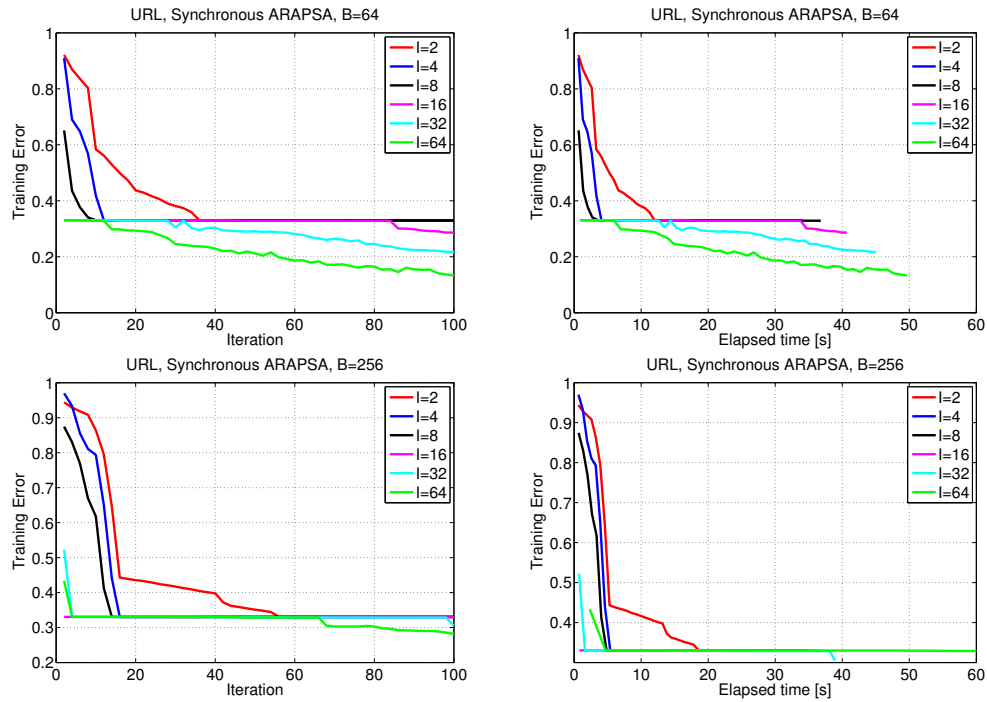 URL, Synchronous ARAPSA, B=64
1
0.8
0.6
0.4
0.2
0
Training Error
0
20
40
60
80
100
Iteration
I=2
I=4
I=8
I=16
I=32
I=64
URL, Synchronous ARAPSA, B=64
1
0.8
0.6
0.4
0.2
0
Training Error
0
10
20
30
40
50
60
Elapsed time [s]
I=2
I=4
I=8
I=16
I=32
I=64
URL, Synchronous ARAPSA, B=256
1
0.9
0.8
0.7
0.6
0.5
0.4
0.3
0.2
Training Error
0
20
40
60
80
100
Iteration
I=2
I=4
I=8
I=16
I=32
I=64
URL, Synchronous ARAPSA, B=256
1
0.9
0.8
0.7
0.6
0.5
0.4
Training Error
0
10
20
30
40
50
60
Elapsed time [s]
I=2
I=4
I=8
I=16
I=32
I=64